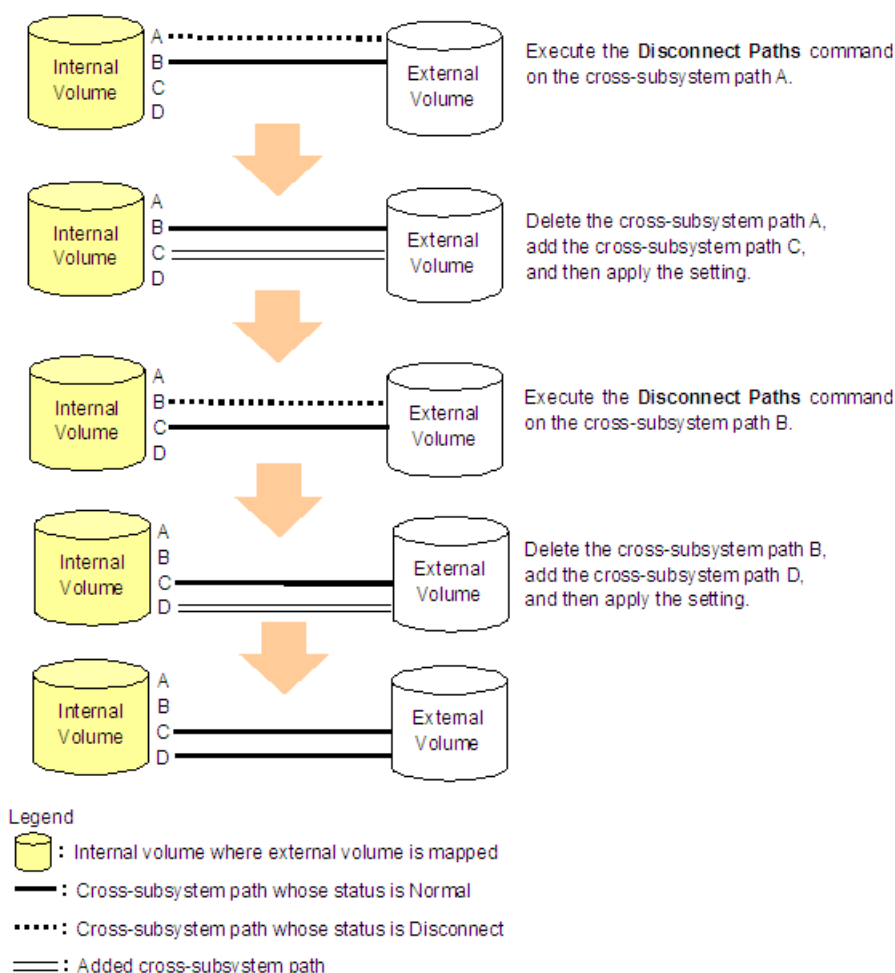 A
B
C
D
Internal
Volume
External
Volume
Execute the Disconnect Paths command
on the cross-subsystem path A.
A
B
C
D
Internal
Volume
External
Volume
Delete the cross-subsystem path A,
add the cross-subsystem path C,
and then apply the setting.
A
B
C
D
Internal
Volume
External
Volume
Execute the Disconnect Paths command
on the cross-subsystem path B.
A
B
C
D
Internal
Volume
External
Volume
Delete the cross-subsystem path B,
add the cross-subsystem path D,
and then apply the setting.
A
B
C
D
Internal
Volume
External
Volume
Legend
: Internal volume where external volume is mapped
: Cross-subsystem path whose status is Normal
: Cross-subsystem path whose status is Disconnect
: Added cross-subsystem path